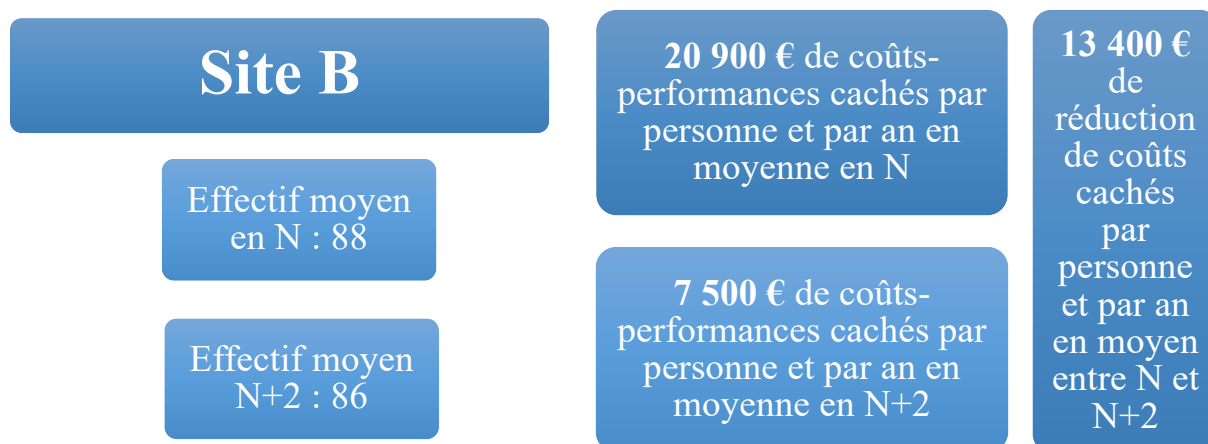 Site B
Effectif moyen
en N : 88
Effectif moyen
N+2 : 86
20 900 € de coûts-
performances cachés par
personne et par an en
moyenne en N
7 500 € de coûts-
performances cachés par
personne et par an en
moyenne en N+2
13 400 €
de
réduction
de coûts
cachés
par
personne
et par an
en moyen
entre N et
N+2